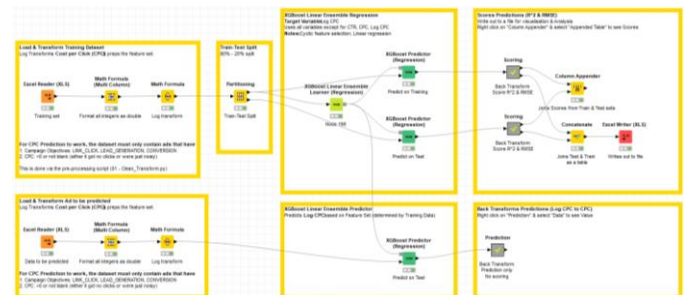 Load & Transform Training Dataset
Log Transforms Cost per Click (CPC) preps the feature set
Excel Reader (XLS)
Training set
Math Formula
(Multi Column)
Format all integers as double
Math Formula
Log transform
For CPC Prediction to work, the dataset must only contain ads that have
1. Campaign Objectives: LINK_CLICK, LEAD_GENERATION, CONVERSION
2. CPC: >0 or not blank (either it got no clicks or were just noisy)
This is done via the pre-processing script (01 - Clean_Transform.py)
Train-Test Split
80% - 20% split
Partitioning
Train-Test Split
XGBoost Linear Ensemble Regression
Target Variable: Log CPC
Uses all variables except for CTR, CPC, Log CPC
XGBoost Linear Ensemble
Learner (Regression)
XGBoost Predictor
(Regression)
Predict on Training
XGBoost Predictor
(Regression)
Predict on Test
Scores Predictions (R^2 & RMSE)
Write out to a file for visualisation & Analysis
Right click on "Column Appender" & select "Appended Table" to see Scores
Scoring
Back Transform
Score R^2 & RMSE
Column Appender
Joins Scores from Train & Test sets
Scoring
Back Transform
Score R^2 & RMSE
Concatenate
Joins Test & Train
as a table
Excel Writer (XLS)
Writes out to file
Load & Transform Ad to be predicted
Log Transforms Cost per Click (CPC) preps the feature set
Excel Reader (XLS)
Data to be predicted
Math Formula
(Multi Column)
Format all integers as double
Math Formula
Log transform
For CPC Prediction to work, the dataset must only contain ads that have
1. Campaign Objectives: LINK_CLICK, LEAD_GENERATION, CONVERSION
2. CPC: >0 or not blank (either it got no clicks or were just noisy)
XGBoost Linear Ensemble Predictor
Predicts Log CPC based on Feature Set (determined by Training Data)
XGBoost Predictor
(Regression)
Predict on Test
Back Transforms Predictions (Log CPC to CPC)
Right click on "Prediction" & select "Data" to see Value
Prediction
Back Transform
Prediction only
No scoring